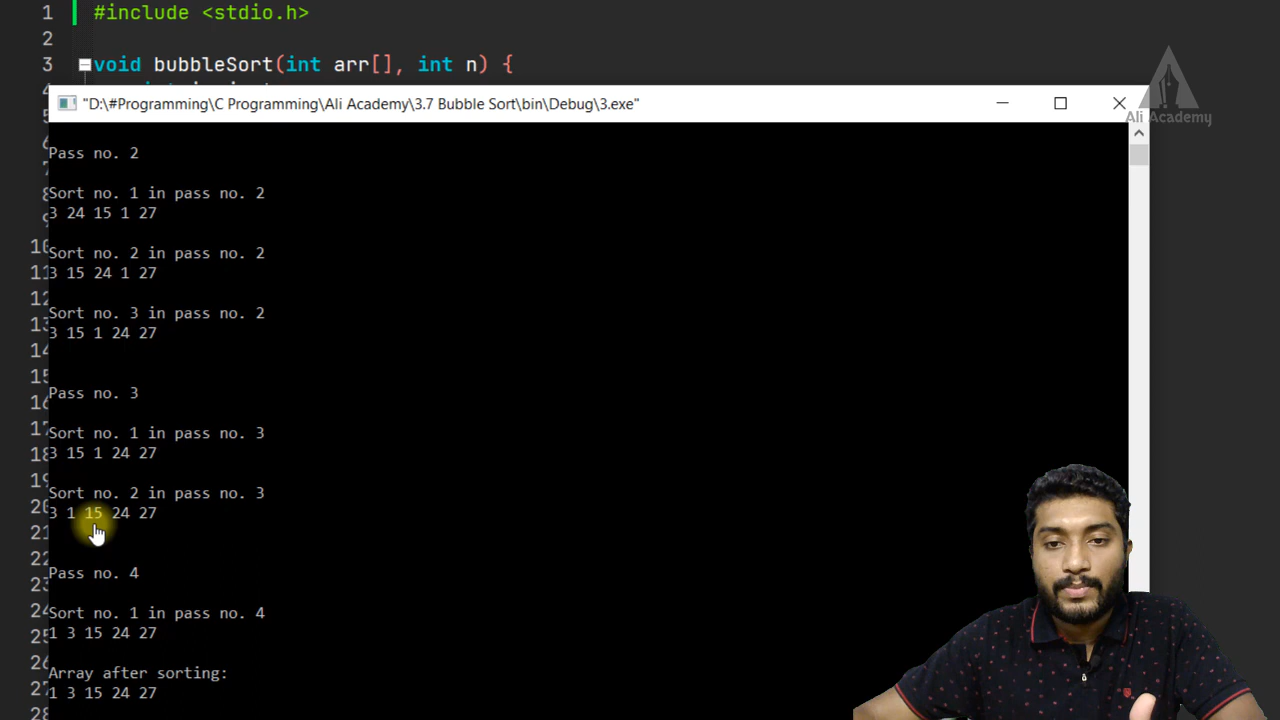 1 #include <stdio.h>
2
3 void bubbleSort(int arr[], int n) {
4
"D:\#Programming\C Programming\Ali Academy\3.7 Bubble Sort\bin\Debug\3.exe"
Ali Academy
Pass no. 2
Sort no. 1 in pass no. 2
3 24 15 1 27
Sort no. 2 in pass no. 2
3 15 24 1 27
Sort no. 3 in pass no. 2
3 15 1 24 27
Pass no. 3
Sort no. 1 in pass no. 3
3 15 1 24 27
Sort no. 2 in pass no. 3
3 1 15 24 27
Pass no. 4
Sort no. 1 in pass no. 4
1 3 15 24 27
Array after sorting:
1 3 15 24 27